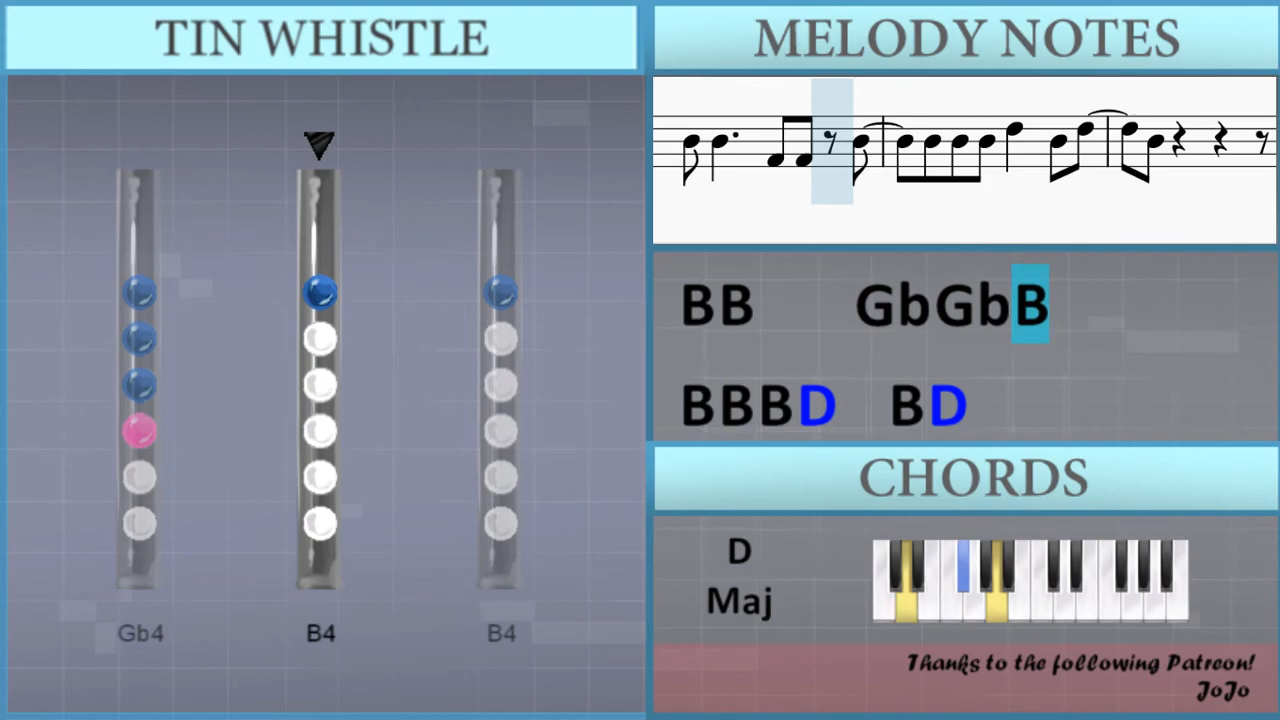 TIN WHISTLE
Gb4 B4 B4
MELODY NOTES
BB GbGbB
BBBD BD
CHORDS
D
Maj
Thanks to the following Patreon!
JoJo